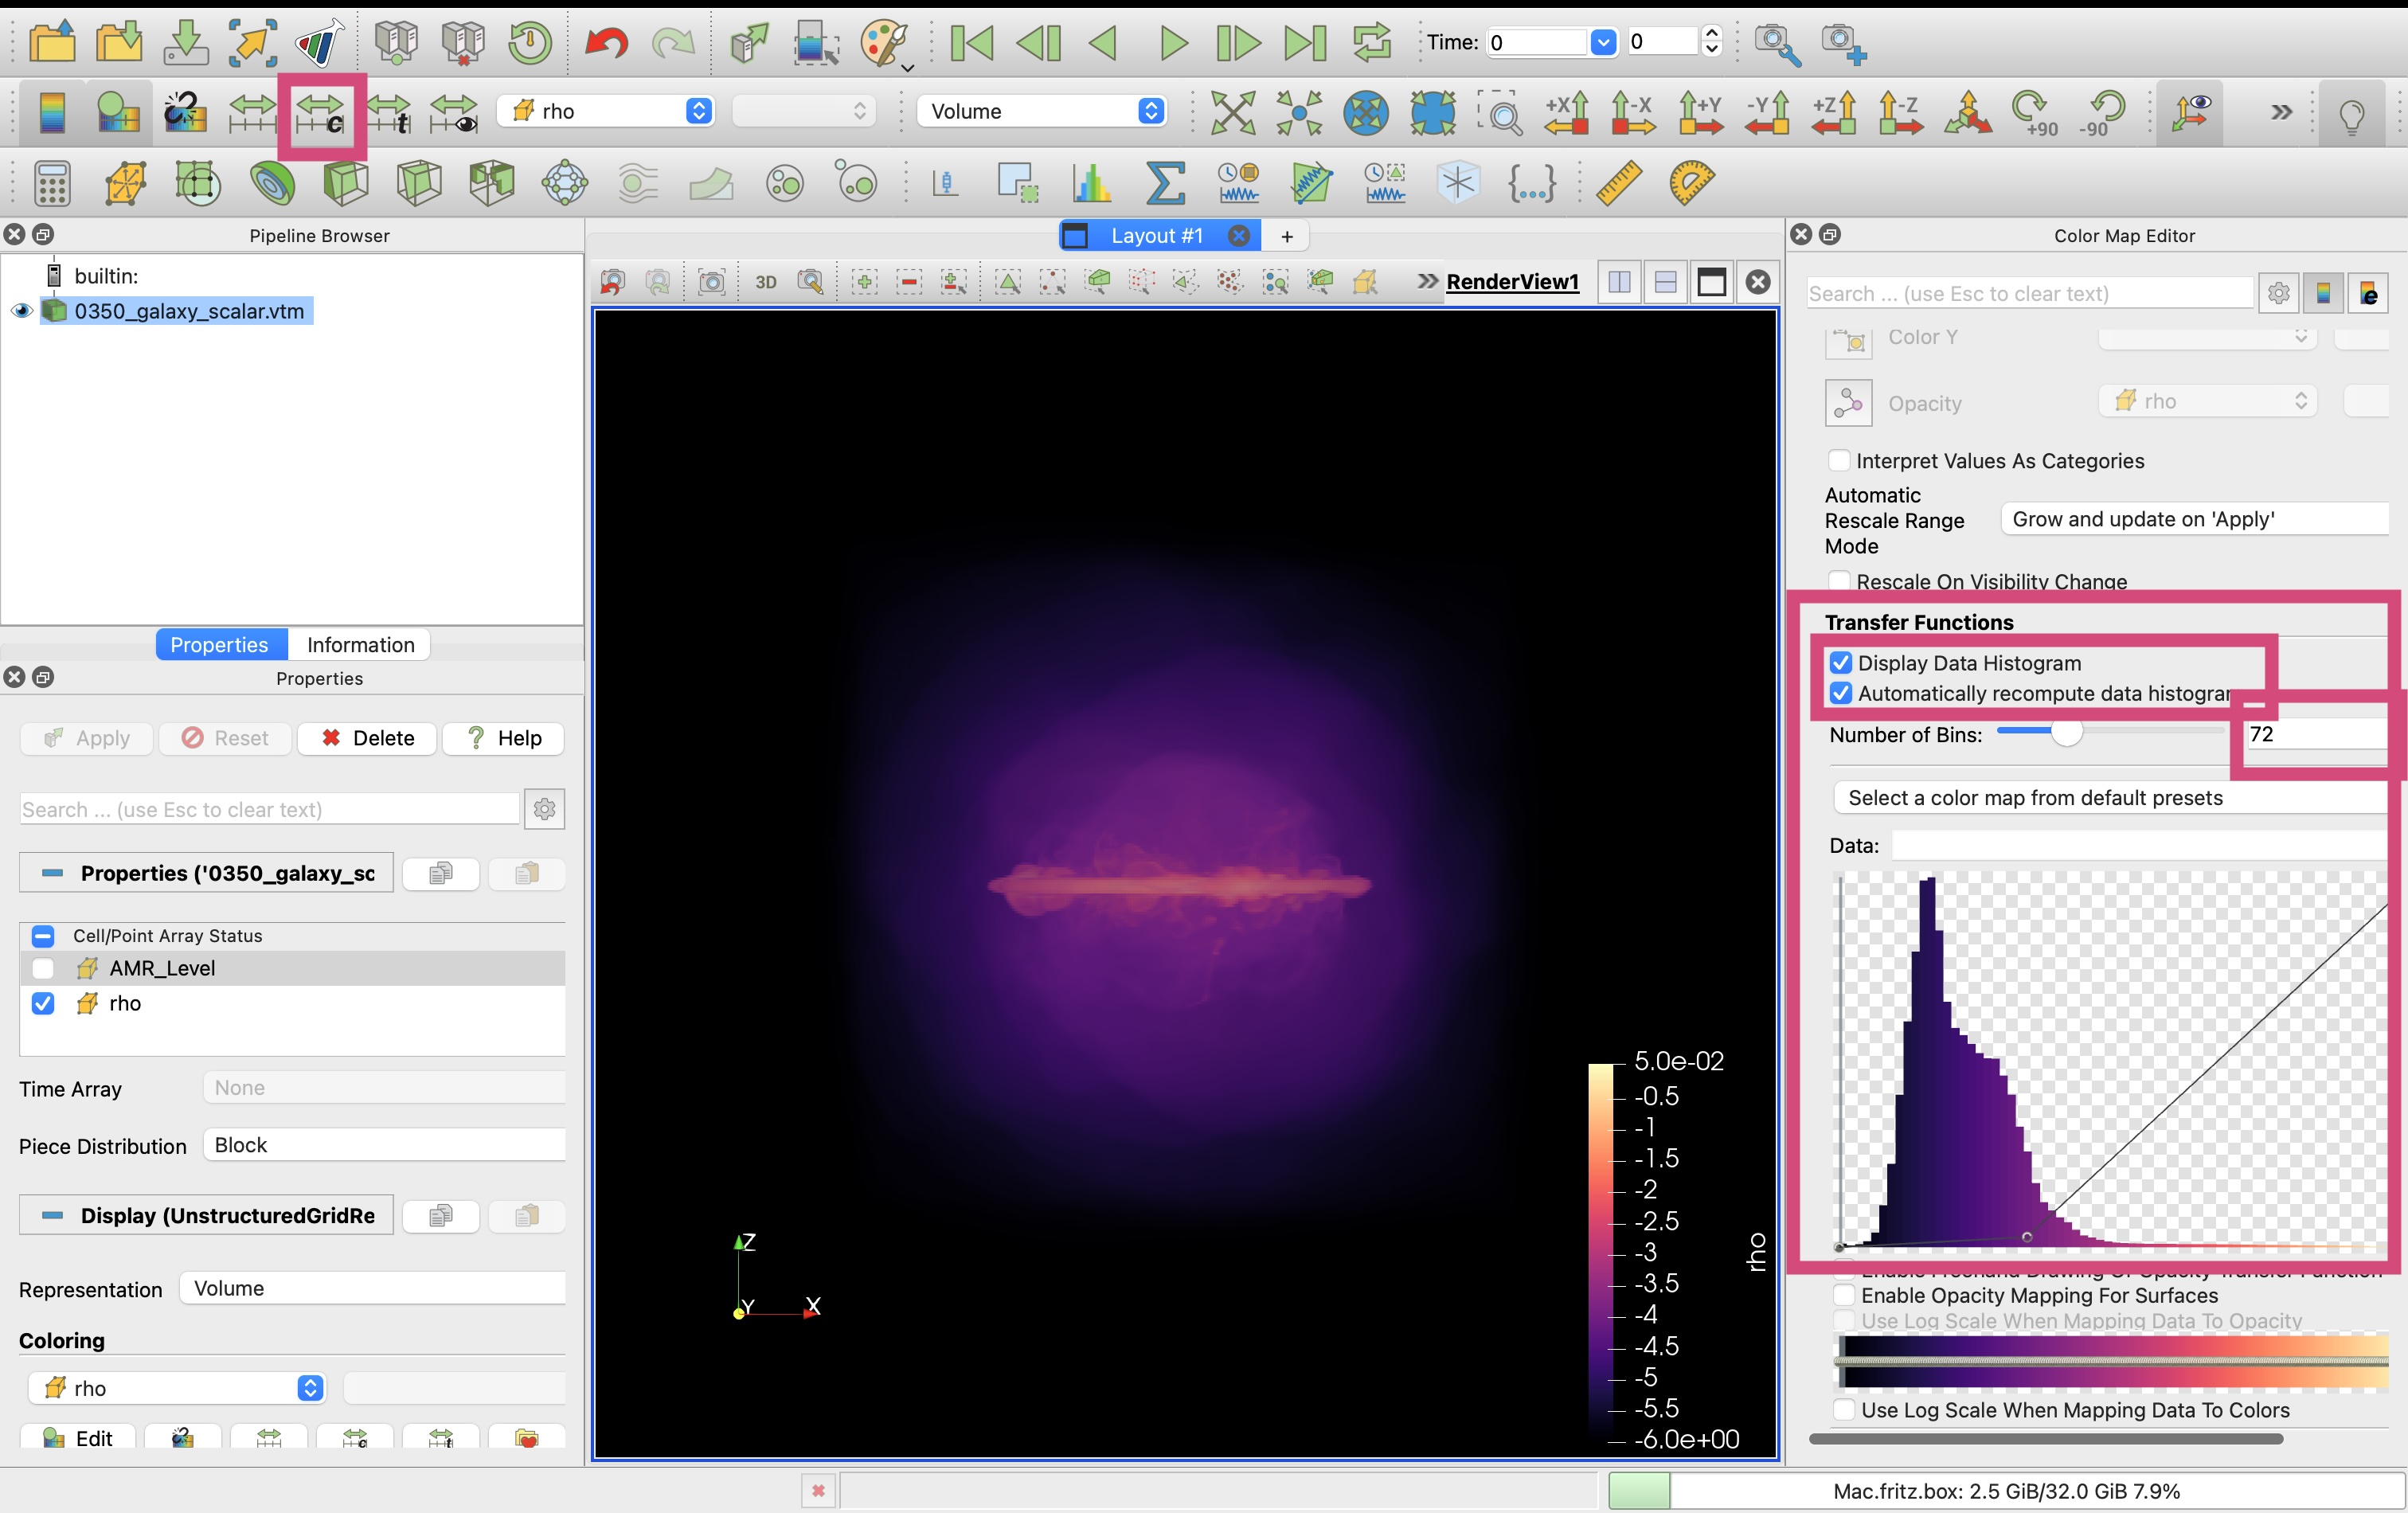 Time: 0 0
c t rho Volume +X -X +Y -Y +Z -Z +90 -90 »
{...}
Pipeline Browser
builtin:
0350_galaxy_scalar.vtm
Properties Information
Properties
Apply Reset Delete ? Help
Search ... (use Esc to clear text)
Properties ('0350_galaxy_sc
Cell/Point Array Status
AMR_Level
rho
Time Array None
Piece Distribution Block
Display (UnstructuredGridRe
Representation Volume
Coloring
rho
Edit
Layout #1 +
3D » RenderView1
5.0e-02
-0.5
-1
-1.5
-2
-2.5
-3
-3.5
-4
-4.5
-5
-5.5
-6.0e+00
rho
Z
Y X
Color Map Editor
Search ... (use Esc to clear text) e
Color Y
Opacity rho
Interpret Values As Categories
Automatic
Rescale Range
Mode
Grow and update on 'Apply'
Rescale On Visibility Change
Transfer Functions
Display Data Histogram
Automatically recompute data histogram
Number of Bins: 72
Select a color map from default presets
Data:
Enable Freehand Drawing Of Opacity Transfer Function
Enable Opacity Mapping For Surfaces
Use Log Scale When Mapping Data To Opacity
Use Log Scale When Mapping Data To Colors
Mac.fritz.box: 2.5 GiB/32.0 GiB 7.9%